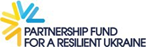 PARTNERSHIP FUND
FOR A RESILIENT UKRAINE